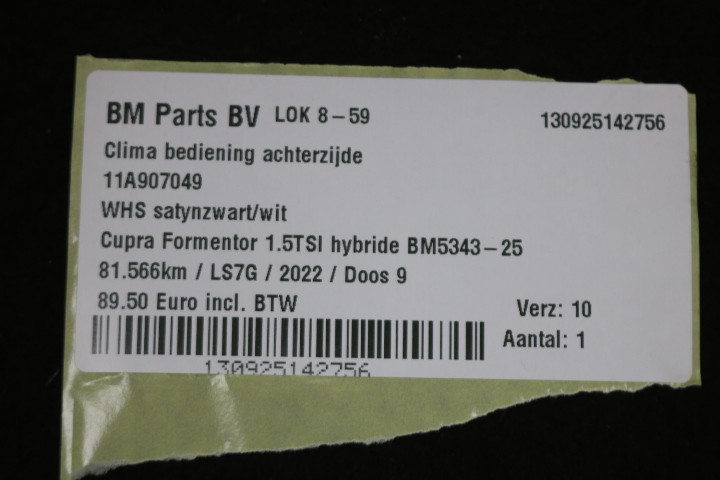 BM Parts BV LOK 8-59 130925142756
Clima bediening achterzijde
11A907049
WHS satynzwart/wit
Cupra Formentor 1.5TSI hybride BM5343-25
81.566km / LS7G / 2022 / Doos 9
89.50 Euro incl. BTW Verz: 10
Aantal: 1
130925142756